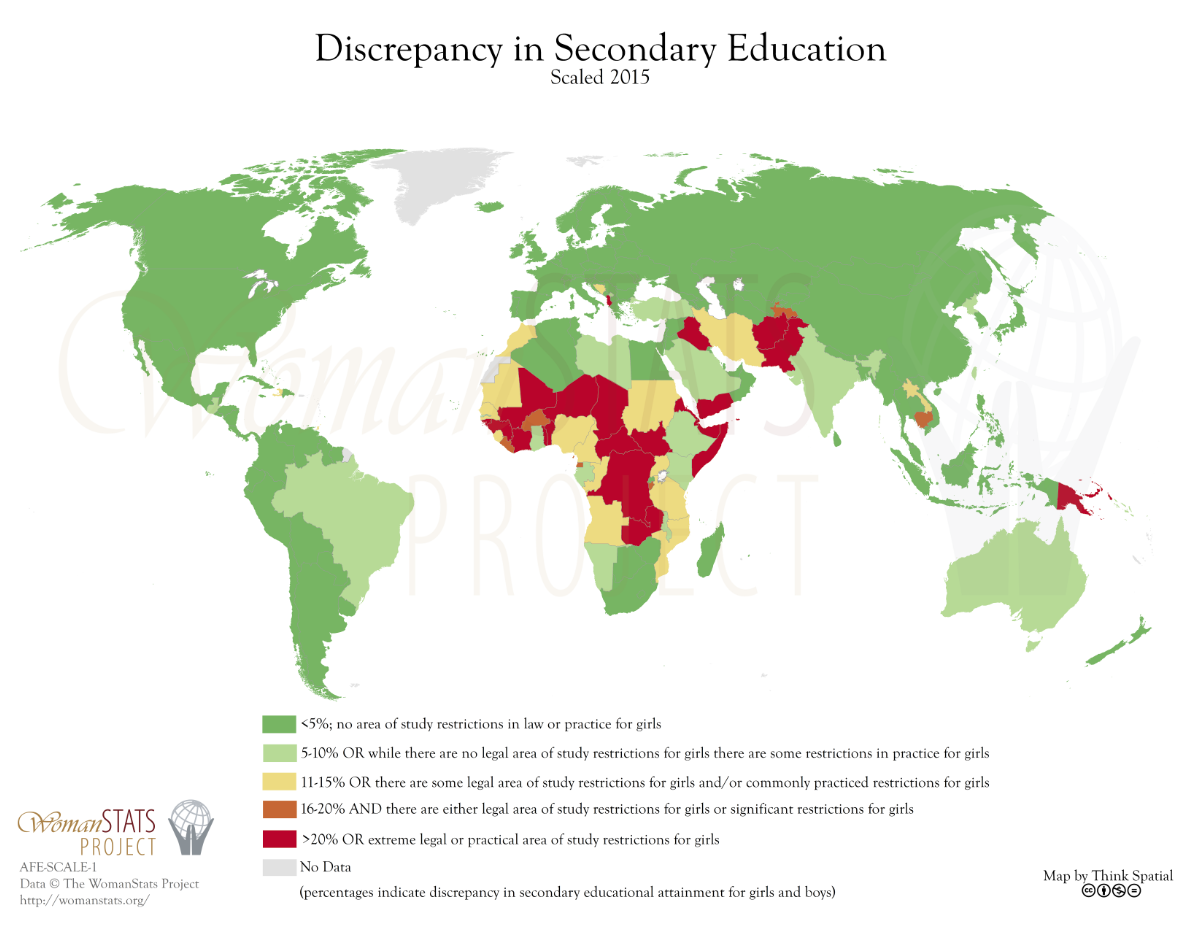 Discrepancy in Secondary Education
Scaled 2015
WomanSTATS
PROJECT
<5%; no area of study restrictions in law or practice for girls
5-10% OR while there are no legal area of study restrictions for girls there are some restrictions in practice for girls
11-15% OR there are some legal area of study restrictions for girls and/or commonly practiced restrictions for girls
16-20% AND there are either legal area of study restrictions for girls or significant restrictions for girls
>20% OR extreme legal or practical area of study restrictions for girls
No Data
(percentages indicate discrepancy in secondary educational attainment for girls and boys)
WomanSTATS
PROJECT
AFE-SCALE-1
Data © The WomanStats Project
http://womanstats.org/
Map by Think Spatial